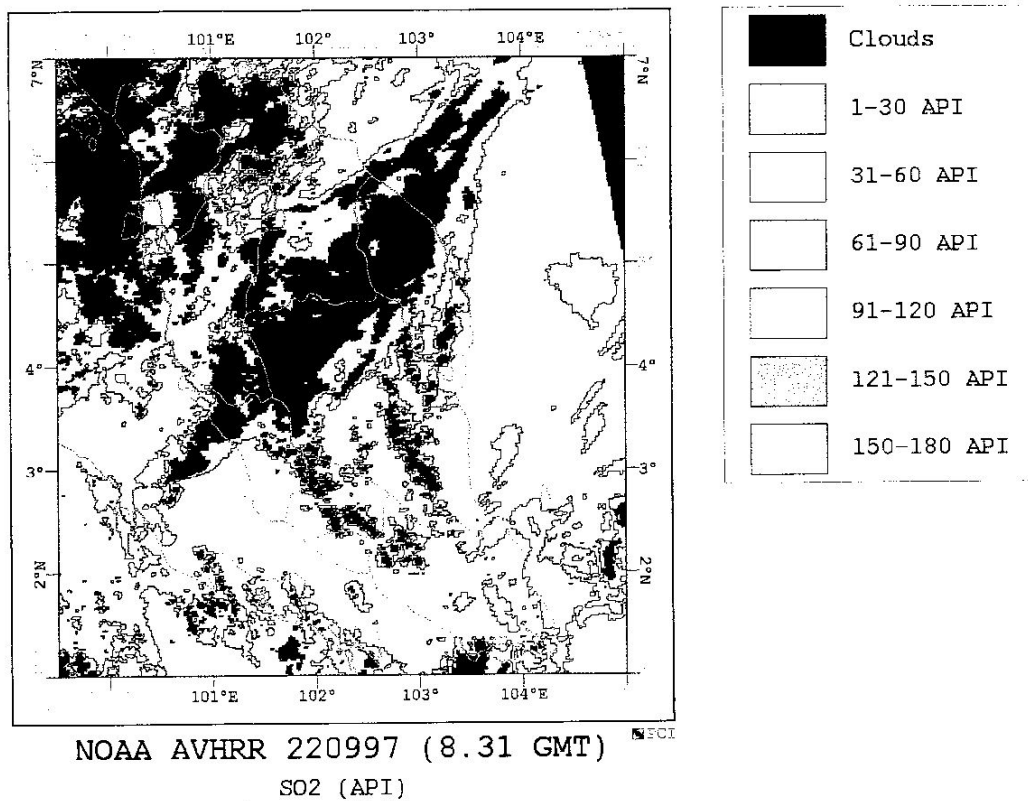 101°E 102° 103° 104°E
7°N 7°N
4° 4°
3° 3°
2°N 2°N
101°E 102° 103° 104°E
PCI
NOAA AVHRR 220997 (8.31 GMT)
SO2 (API)
Clouds
1-30 API
31-60 API
61-90 API
91-120 API
121-150 API
150-180 API